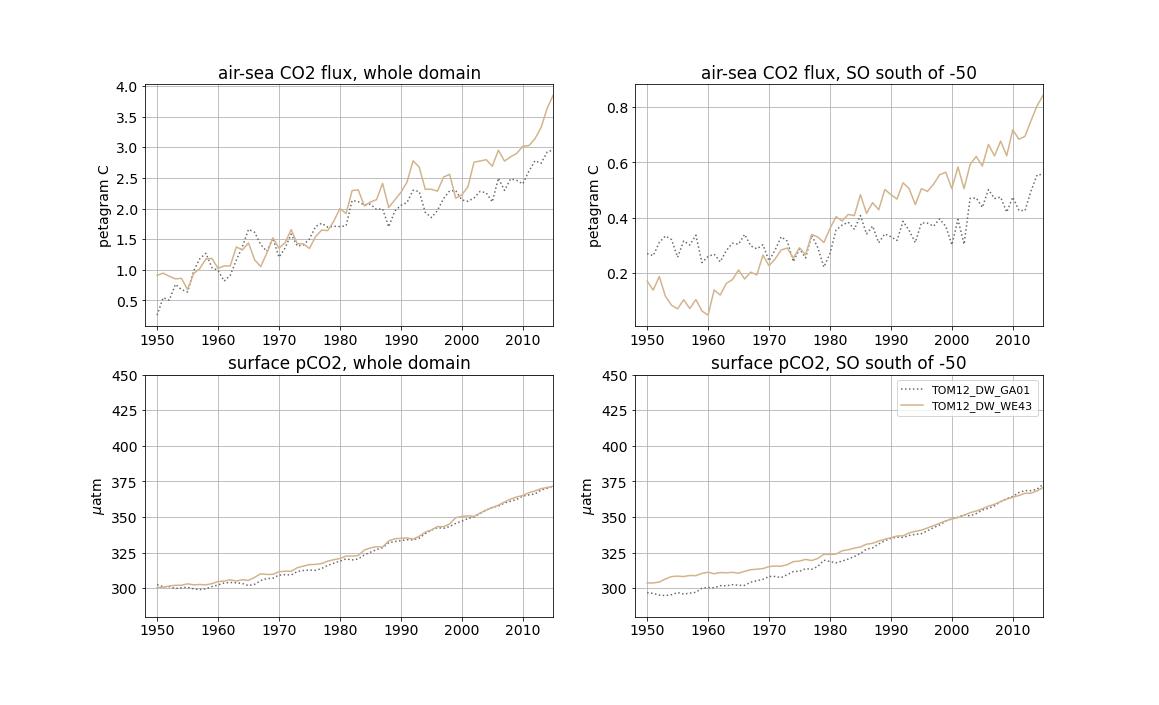 air-sea CO2 flux, whole domain
petagram C
4.0
3.5
3.0
2.5
2.0
1.5
1.0
0.5
1950 1960 1970 1980 1990 2000 2010
air-sea CO2 flux, SO south of -50
petagram C
0.8
0.6
0.4
0.2
1950 1960 1970 1980 1990 2000 2010
surface pCO2, whole domain
μatm
450
425
400
375
350
325
300
1950 1960 1970 1980 1990 2000 2010
surface pCO2, SO south of -50
μatm
450
425
400
375
350
325
300
TOM12_DW_GA01
TOM12_DW_WE43
1950 1960 1970 1980 1990 2000 2010